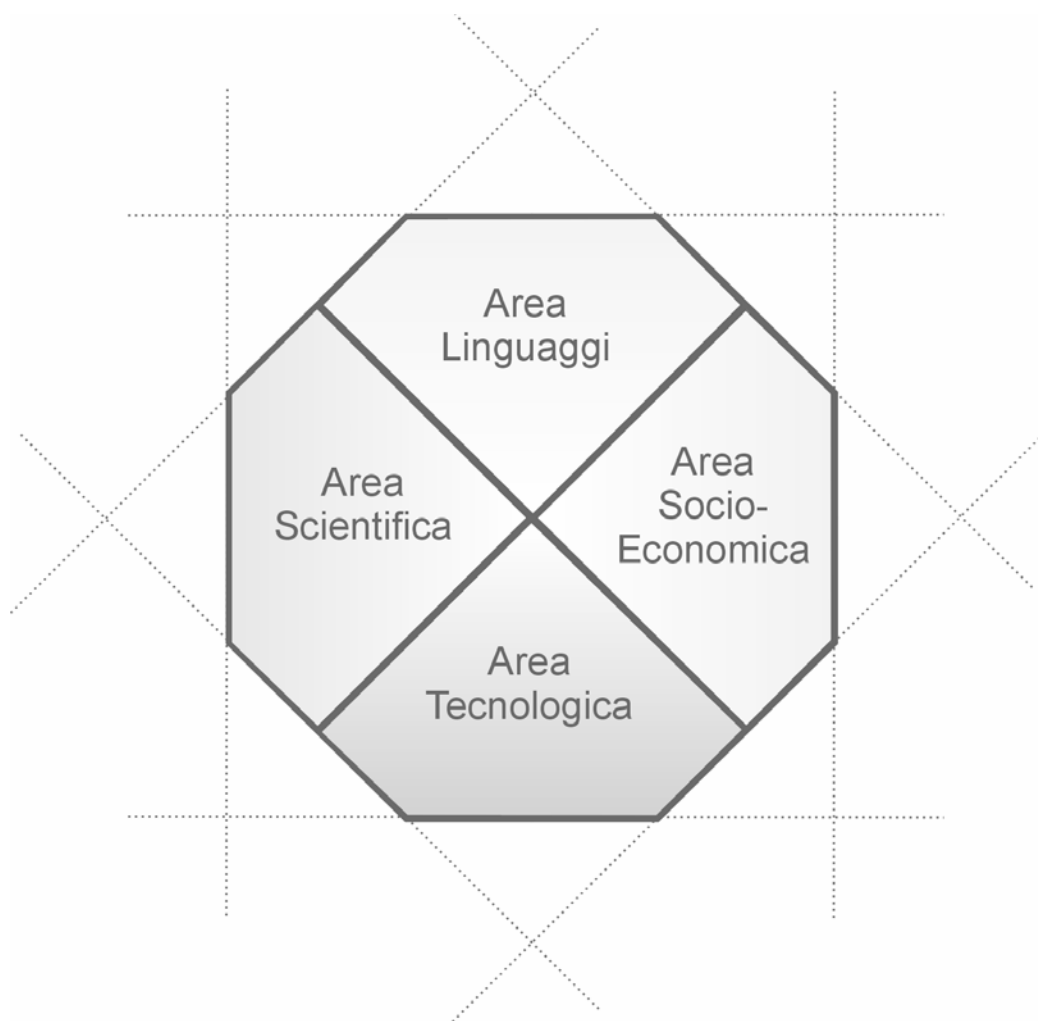 Area
Linguaggi
Area
Scientifica
Area
Socio-
Economica
Area
Tecnologica